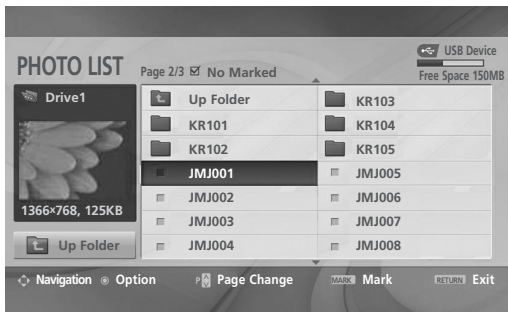 USB Device
PHOTO LIST
Page 2/3 ☑ No Marked
Free Space 150MB
Drive1
1366×768, 125KB
Up Folder
Up Folder
KR101
KR102
JMJ001
JMJ002
JMJ003
JMJ004
KR103
KR104
KR105
JMJ005
JMJ006
JMJ007
JMJ008
Navigation Option P Page Change MARK Mark RETURN Exit